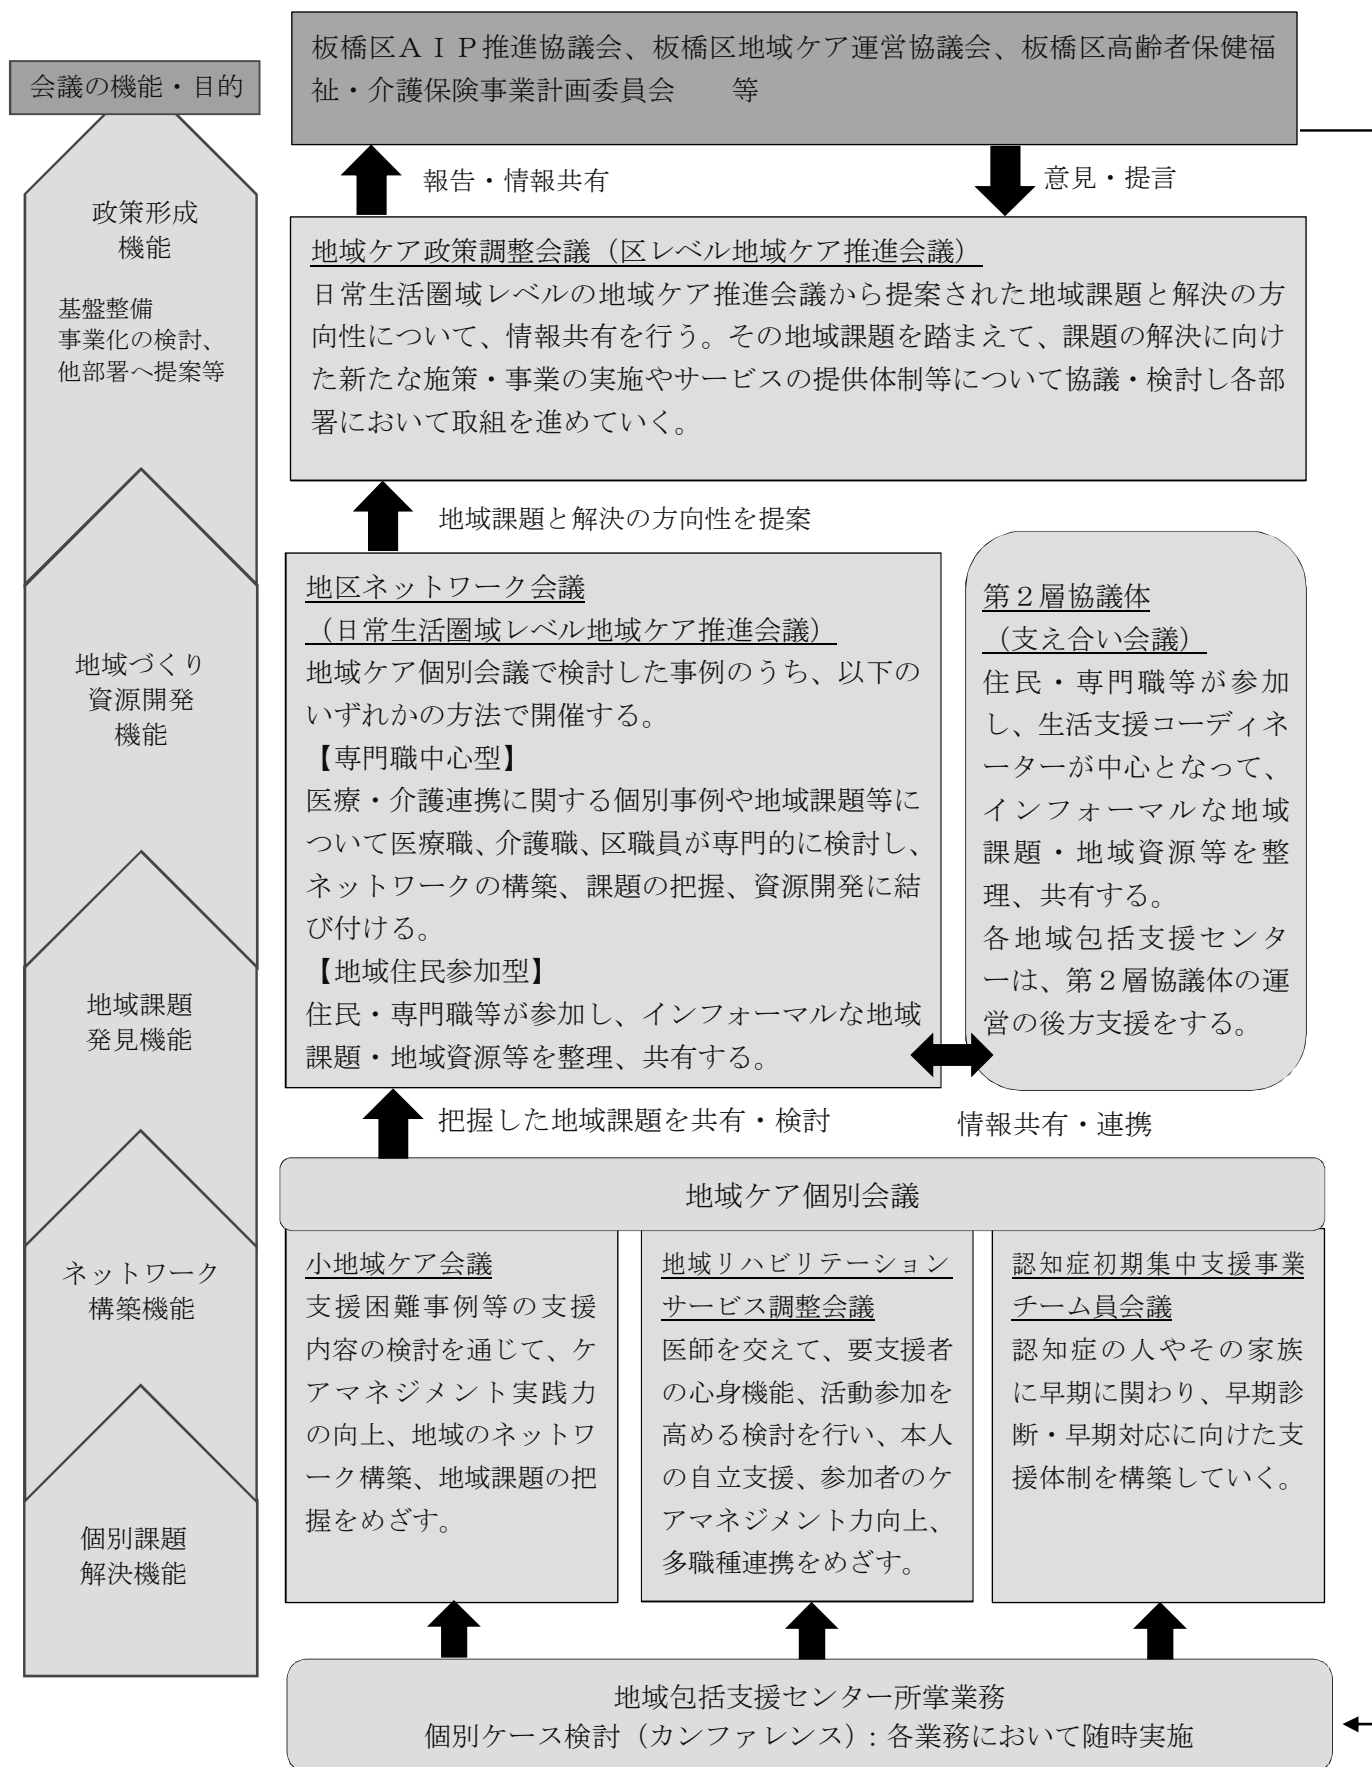 板橋区ＡＩＰ推進協議会、板橋区地域ケア運営協議会、板橋区高齢者保健福
祉・介護保険事業計画委員会　　等
会議の機能・目的
報告・情報共有
意見・提言
政策形成
機能
基盤整備
事業化の検討、
他部署へ提案等
地域ケア政策調整会議（区レベル地域ケア推進会議）
日常生活圏域レベルの地域ケア推進会議から提案された地域課題と解決の方
向性について、情報共有を行う。その地域課題を踏まえて、課題の解決に向け
た新たな施策・事業の実施やサービスの提供体制等について協議・検討し各部
署において取組を進めていく。
地域課題と解決の方向性を提案
地域づくり
資源開発
機能
地区ネットワーク会議
（日常生活圏域レベル地域ケア推進会議）
地域ケア個別会議で検討した事例のうち、以下の
いずれかの方法で開催する。
【専門職中心型】
医療・介護連携に関する個別事例や地域課題等に
ついて医療職、介護職、区職員が専門的に検討し、
ネットワークの構築、課題の把握、資源開発に結
び付ける。
【地域住民参加型】
住民・専門職等が参加し、インフォーマルな地域
課題・地域資源等を整理、共有する。
第２層協議体
（支え合い会議）
住民・専門職等が参加
し、生活支援コーディネ
ーターが中心となって、
インフォーマルな地域
課題・地域資源等を整
理、共有する。
各地域包括支援センタ
ーは、第２層協議体の運
営の後方支援をする。
地域課題
発見機能
把握した地域課題を共有・検討
情報共有・連携
地域ケア個別会議
ネットワーク
構築機能
小地域ケア会議
支援困難事例等の支援
内容の検討を通じて、ケ
アマネジメント実践力
の向上、地域のネットワ
ーク構築、地域課題の把
握をめざす。
地域リハビリテーション
サービス調整会議
医師を交えて、要支援者
の心身機能、活動参加を
高める検討を行い、本人
の自立支援、参加者のケ
アマネジメント力向上、
多職種連携をめざす。
認知症初期集中支援事業
チーム員会議
認知症の人やその家族
に早期に関わり、早期診
断・早期対応に向けた支
援体制を構築していく。
個別課題
解決機能
地域包括支援センター所掌業務
個別ケース検討（カンファレンス）：各業務において随時実施